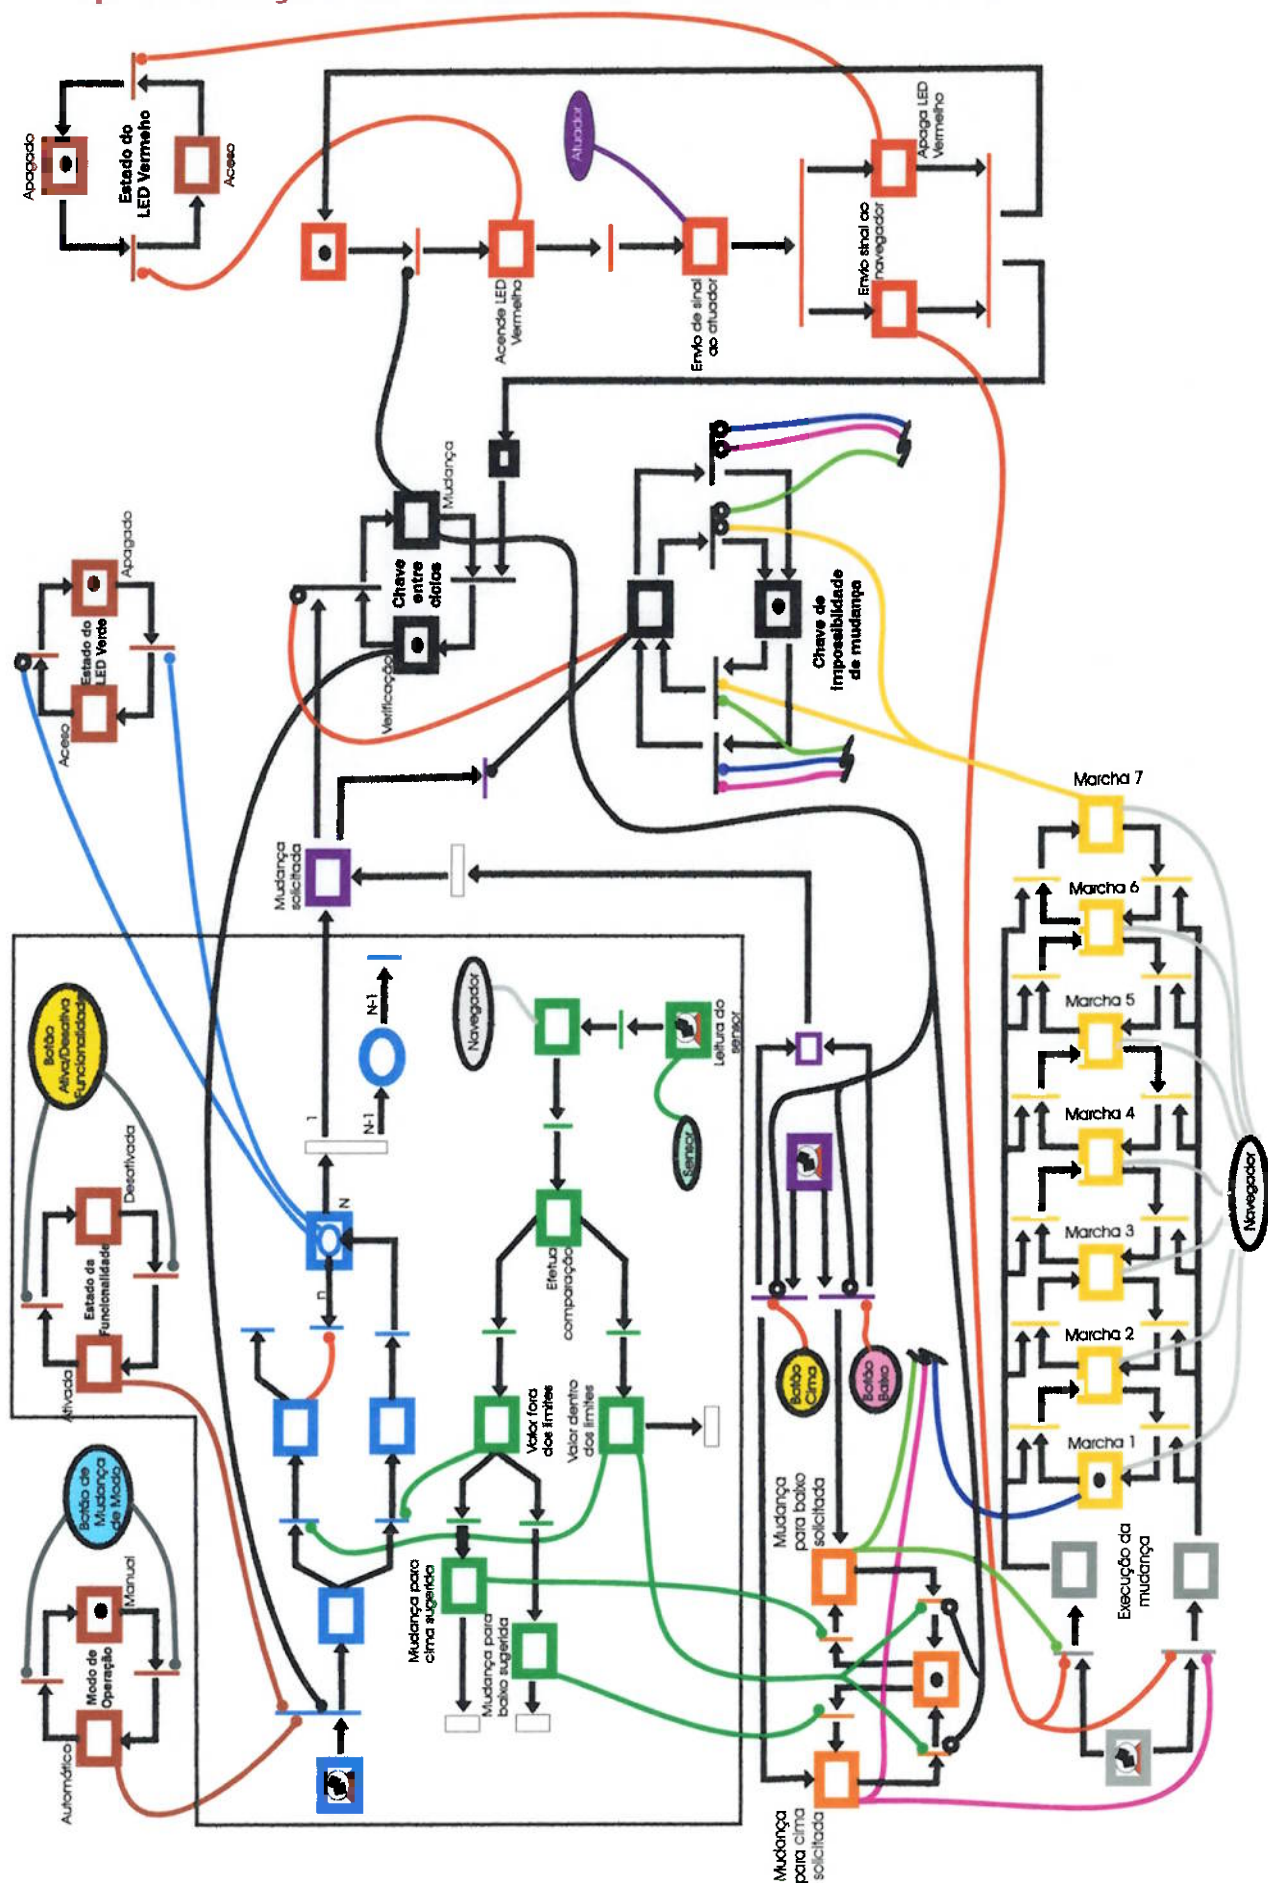 Apagado
Estado do
LED Vermeho
Aceso
Atuador
Acende LED
Vermelho
Envio de sinal
ao atuador
Envio sinal ao
navegador
Apaga LED
Vermelho
Aceso
Estado do
LED Verde
Apagado
Verificação
Chave
entre
ciclos
Mudança
Chave de
impossibilidade
de mudança
Mudança
solicitada
Botão
Ativa/Desativa
Funcionalidade
Ativada
Estado da
Funcionalidade
Desativada
Botão de
Mudança
de Modo
Automático
Modo de
Operação
Manual
n
N
1
N-1
N-1
Navegador
Leitura do
sensor
Sensor
Efetua
comparação
Valor fora
dos limites
Valor dentro
dos limites
Mudança para
cima sugerida
Mudança para
baixo sugerida
Botão
Cima
Botão
Baixo
Mudança
para baixo
solicitada
Mudança
para cima
solicitada
Execução da
mudança
Marcha 1
Marcha 2
Marcha 3
Marcha 4
Marcha 5
Marcha 6
Marcha 7
Navegador